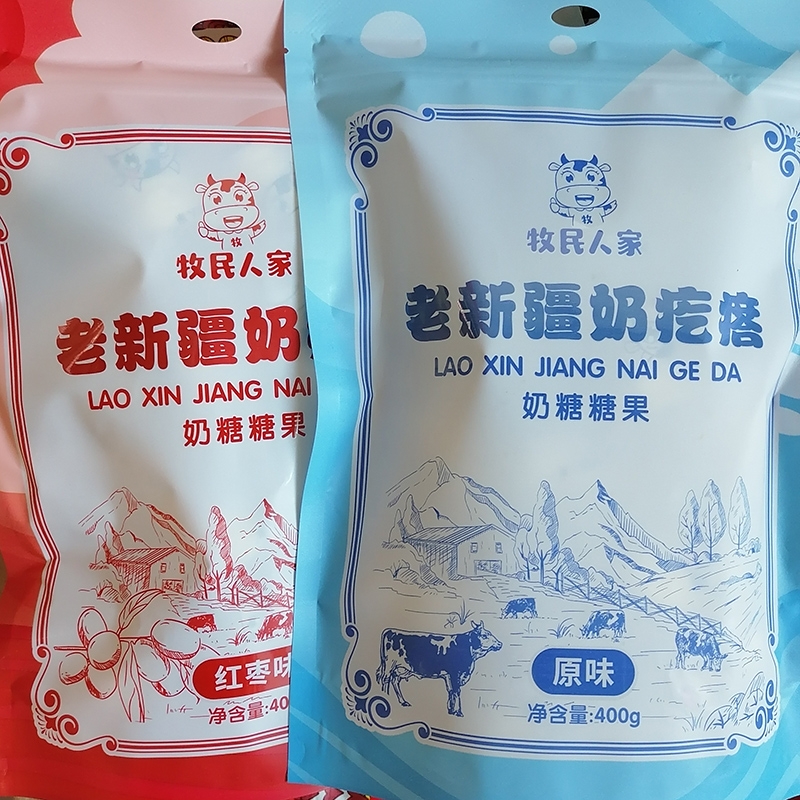 牧
牧民人家
老新疆奶
LAO XIN JIANG NAI
奶糖糖果
红枣味
净含量:40
牧
牧民人家
老新疆奶疙瘩
LAO XIN JIANG NAI GE DA
奶糖糖果
原味
净含量:400g